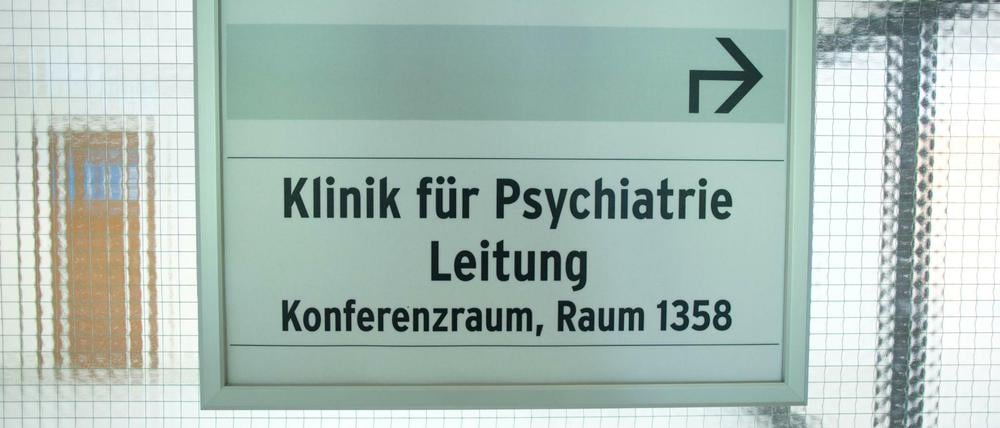 Klinik für Psychiatrie
Leitung
Konferenzraum, Raum 1358